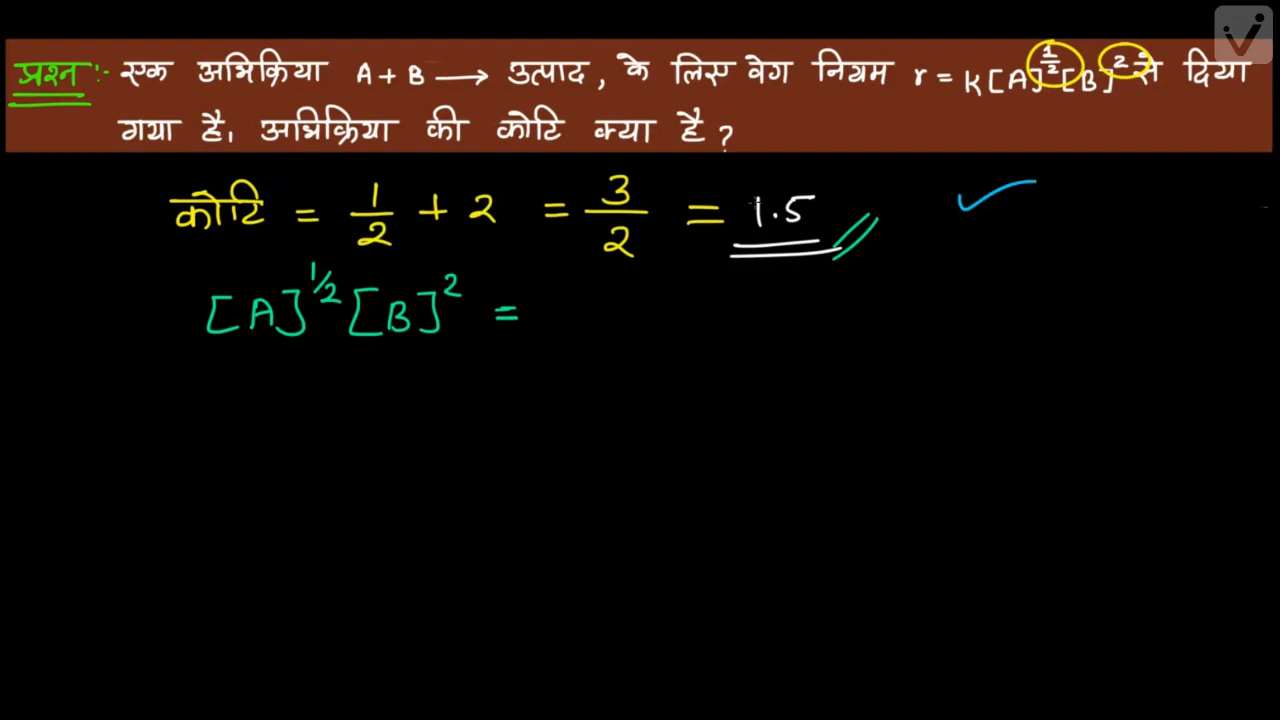 प्रश्न :- एक अभिक्रिया A + B ⟶ उत्पाद, के लिए वेग नियम r = K[A]^1/2 [B]^2 से दिया
गया है। अभिक्रिया की कोटि क्या है ?
कोटि = 1/2 + 2 = 3/2 = 1.5
[A]^1/2 [B]^2 =